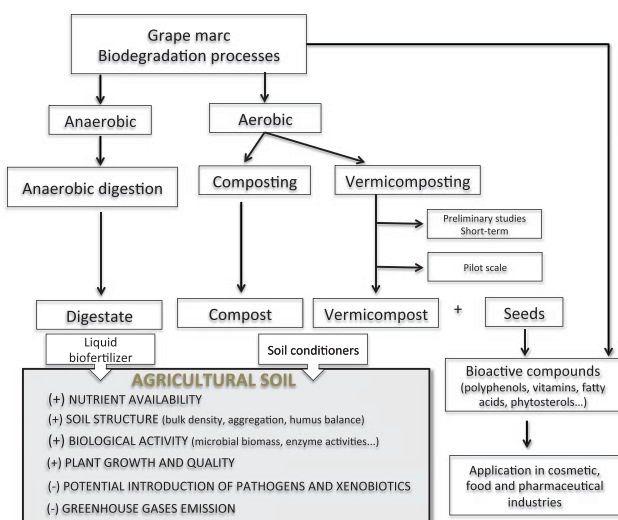 Grape marc
Biodegradation processes
Anaerobic
Aerobic
Anaerobic digestion
Composting
Vermicomposting
Preliminary studies
Short-term
Pilot scale
Digestate
Compost
Vermicompost
+
Seeds
Liquid
biofertilizer
Soil conditioners
Bioactive compounds
(polyphenols, vitamins, fatty
acids, phytosterols...)
AGRICULTURAL SOIL
(+) NUTRIENT AVAILABILITY
(+) SOIL STRUCTURE (bulk density, aggregation, humus balance)
(+) BIOLOGICAL ACTIVITY (microbial biomass, enzyme activities...)
(+) PLANT GROWTH AND QUALITY
(-) POTENTIAL INTRODUCTION OF PATHOGENS AND XENOBIOTICS
(-) GREENHOUSE GASES EMISSION
Application in cosmetic,
food and pharmaceutical
industries